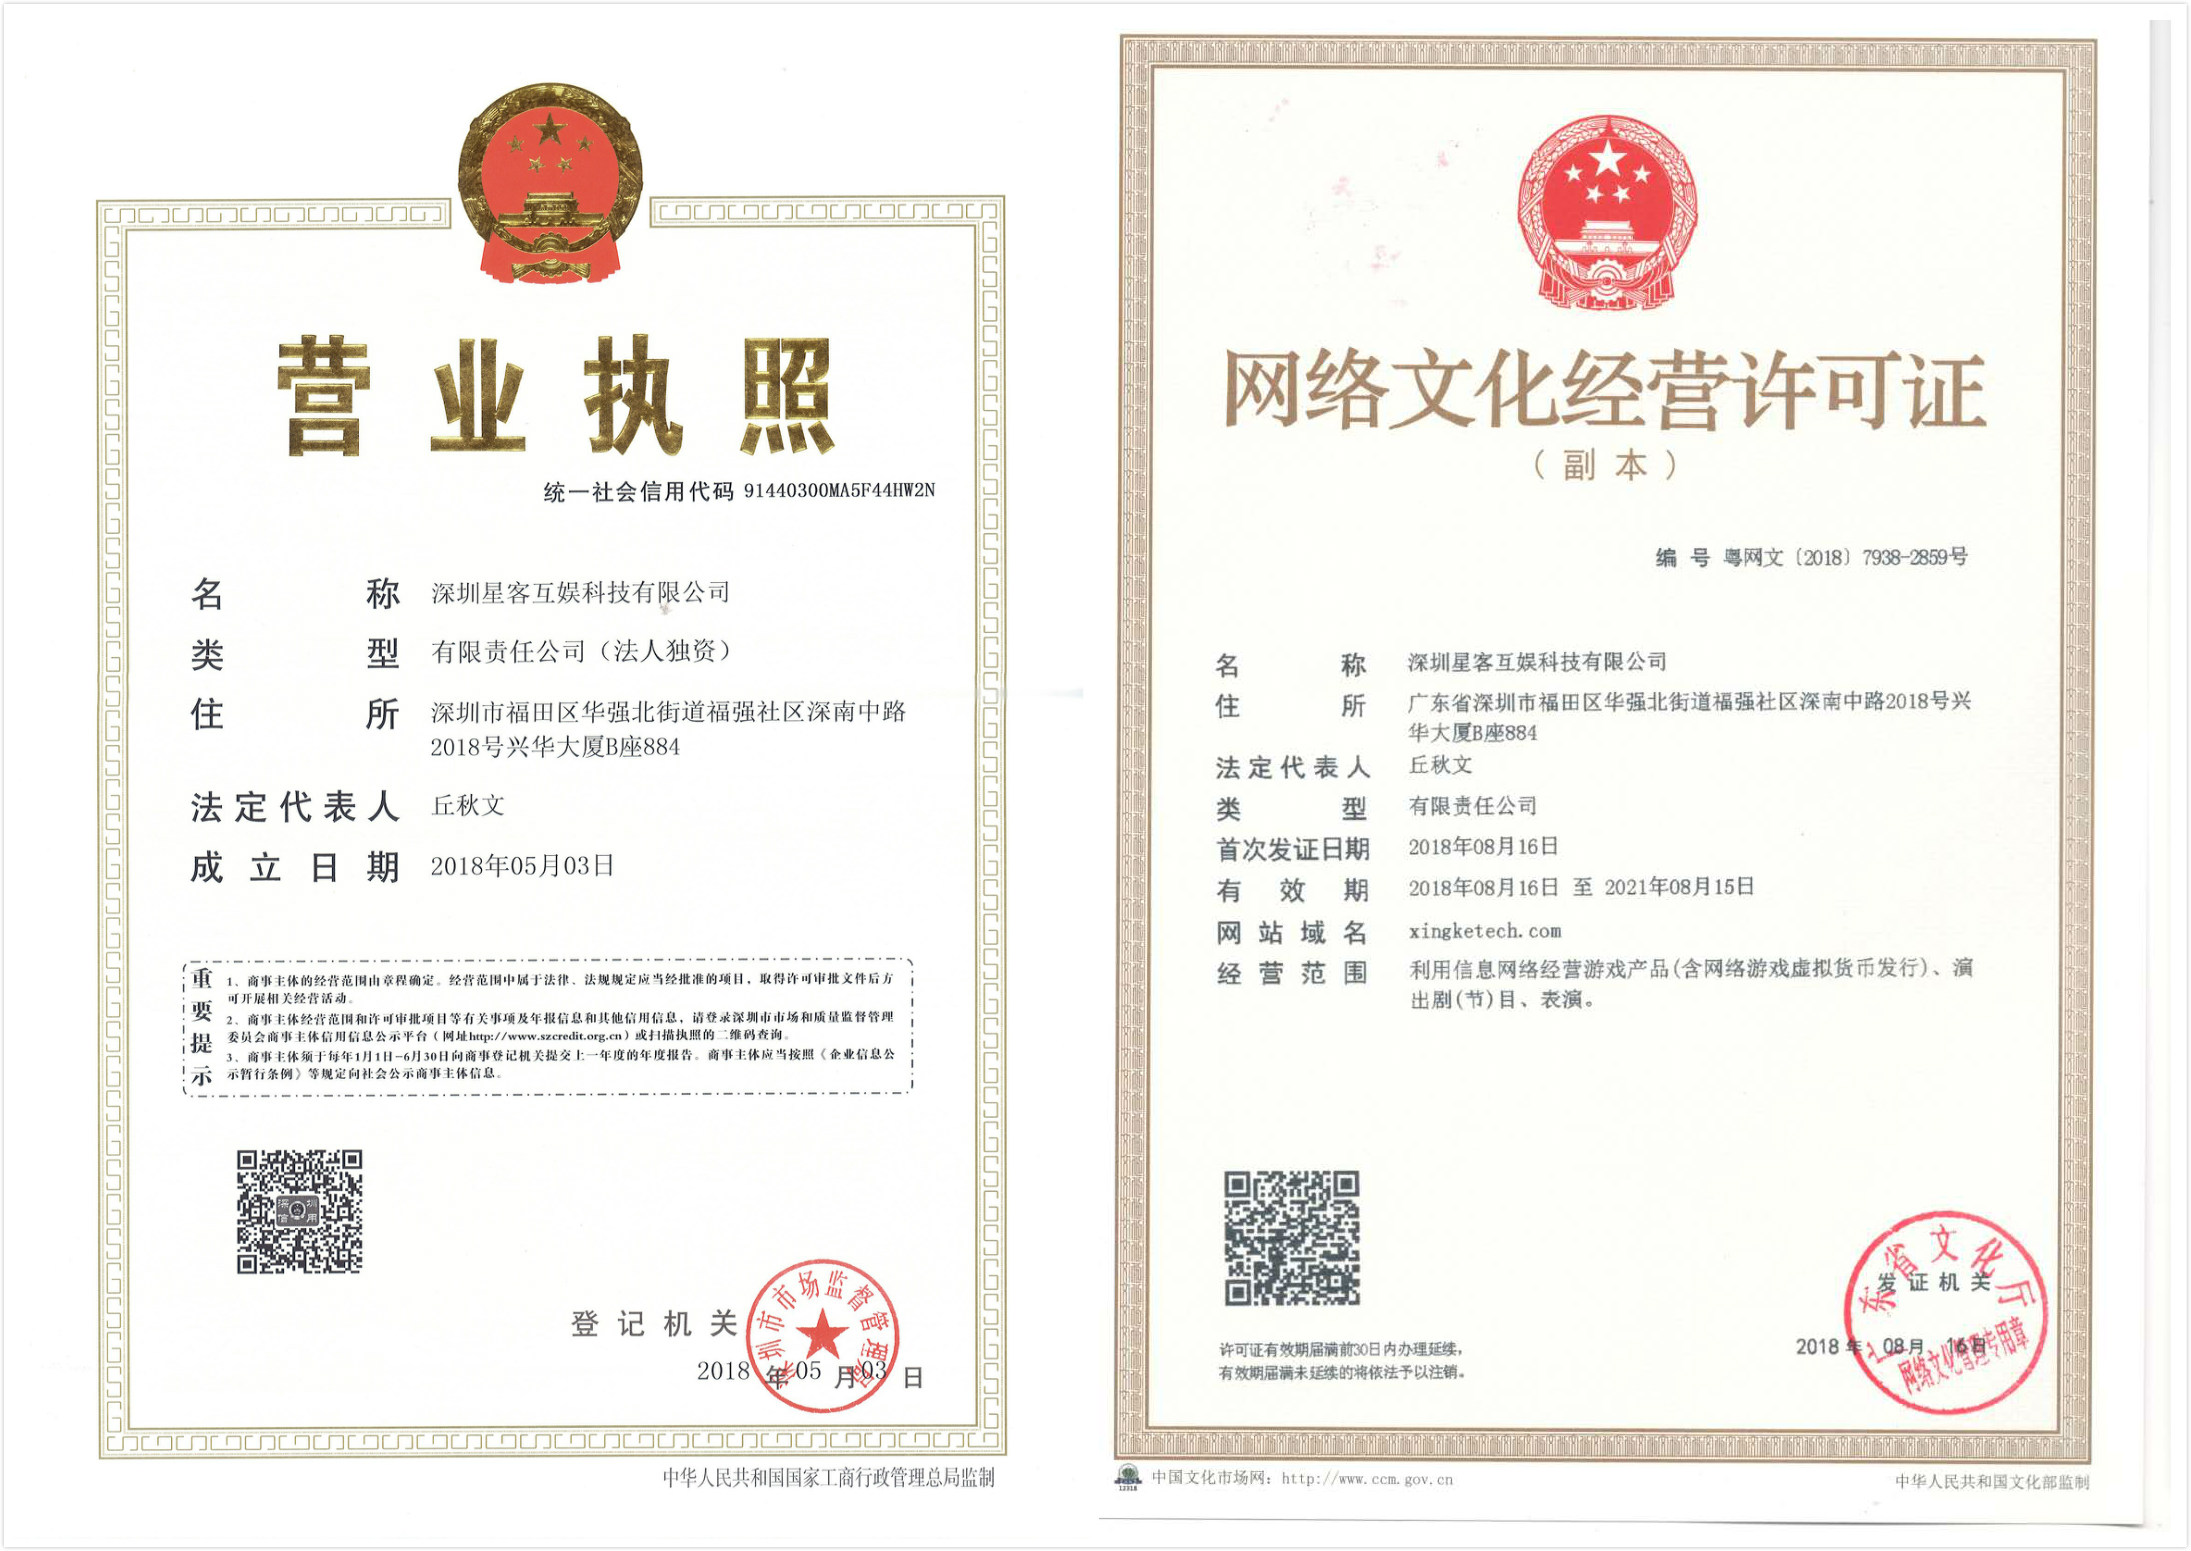 营业执照
统一社会信用代码 91440300MA5F44HW2N
名称 深圳星客互娱科技有限公司
类型 有限责任公司（法人独资）
住所 深圳市福田区华强北街道福强社区深南中路
2018号兴华大厦B座884
法定代表人 丘秋文
成立日期 2018年05月03日
重要提示
1、商事主体的经营范围由章程确定。经营范围中属于法律、法规规定应当经批准的项目，取得许可审批文件后方
可开展相关经营活动。
2、商事主体经营范围和许可审批项目等有关事项及年报信息和其他信用信息，请登录深圳市市场和质量监督管理
委员会商事主体信用信息公示平台（网址http://www.szcredit.org.cn）或扫描执照的二维码查询。
3、商事主体须于每年1月1日-6月30日向商事登记机关提交上一年度的年度报告。商事主体应当按照《企业信息公
示暂行条例》等规定向社会公示商事主体信息。
深圳
信用
登记机关
深圳市市场监督管理局
2018年05月03日
中华人民共和国国家工商行政管理总局监制
网络文化经营许可证
（副本）
编号 粤网文〔2018〕7938-2859号
名称 深圳星客互娱科技有限公司
住所 广东省深圳市福田区华强北街道福强社区深南中路2018号兴
华大厦B座884
法定代表人 丘秋文
类型 有限责任公司
首次发证日期 2018年08月16日
有效期 2018年08月16日 至 2021年08月15日
网站域名 xingketech.com
经营范围 利用信息网络经营游戏产品(含网络游戏虚拟货币发行)、演
出剧(节)目、表演。
许可证有效期届满前30日内办理延续，
有效期届满未延续的将依法予以注销。
发证机关
广东省文化厅
网络文化管理专用章
2018年08月16日
12318
中国文化市场网：http://www.ccm.gov.cn
中华人民共和国文化部监制